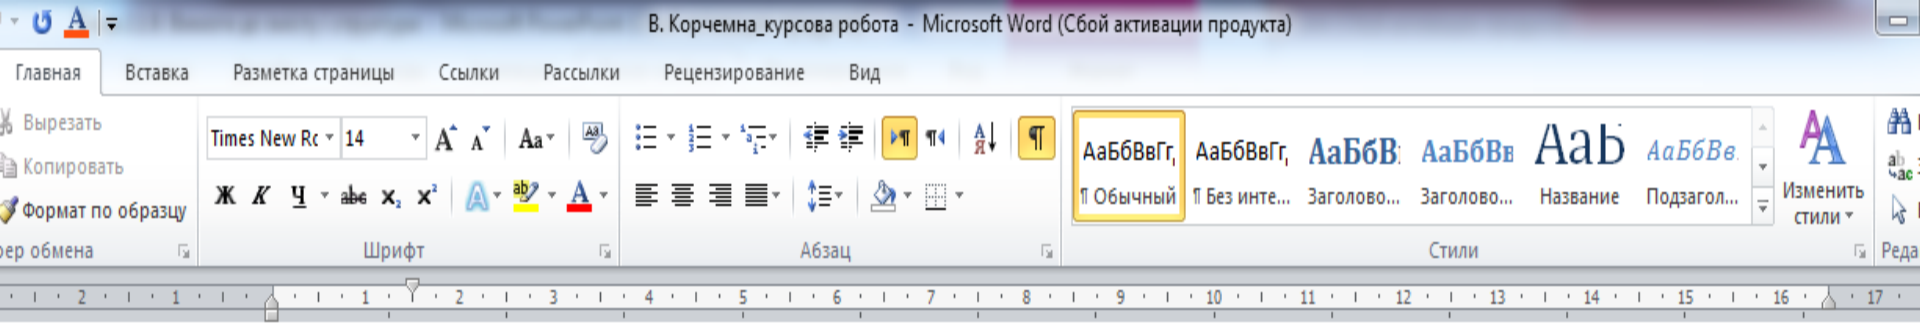 В. Корчемна_курсова робота - Microsoft Word (Сбой активации продукта)
Главная Вставка Разметка страницы Ссылки Рассылки Рецензирование Вид
Вырезать
Копировать
Формат по образцу
Times New Rc 14 Aa
Ж К Ч abc x₂ x² A ab A
АаБбВвГг, АаБбВвГг, АаБбВ АаБбВв Aab АаБбВв.
¶ Обычный ¶ Без инте... Заголово... Заголово... Название Подзагол...
Изменить
стили
ер обмена Шрифт Абзац Стили Реда
2 1 1 2 3 4 5 6 7 8 9 10 11 12 13 14 15 16 17